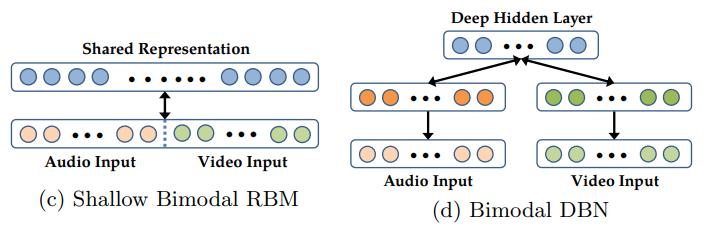 Shared Representation
Audio Input
Video Input
(c) Shallow Bimodal RBM
Deep Hidden Layer
Audio Input
Video Input
(d) Bimodal DBN